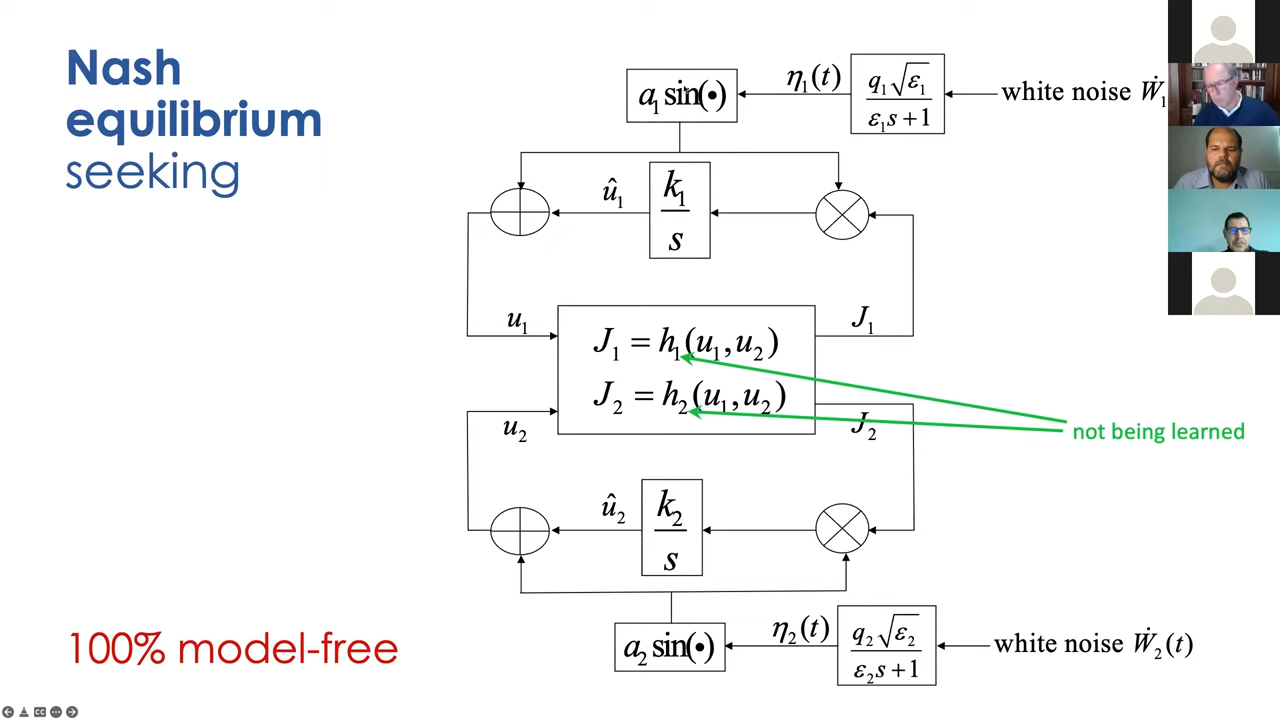 Nash
equilibrium
seeking
a₁ sin(•)
η₁(t)
q₁√ε₁
ε₁s + 1
white noise Ẇ₁
û₁
k₁
s
u₁
J₁
J₁ = h₁(u₁, u₂)
J₂ = h₂(u₁, u₂)
u₂
J₂
not being learned
û₂
k₂
s
a₂ sin(•)
η₂(t)
q₂√ε₂
ε₂s + 1
white noise Ẇ₂(t)
100% model-free